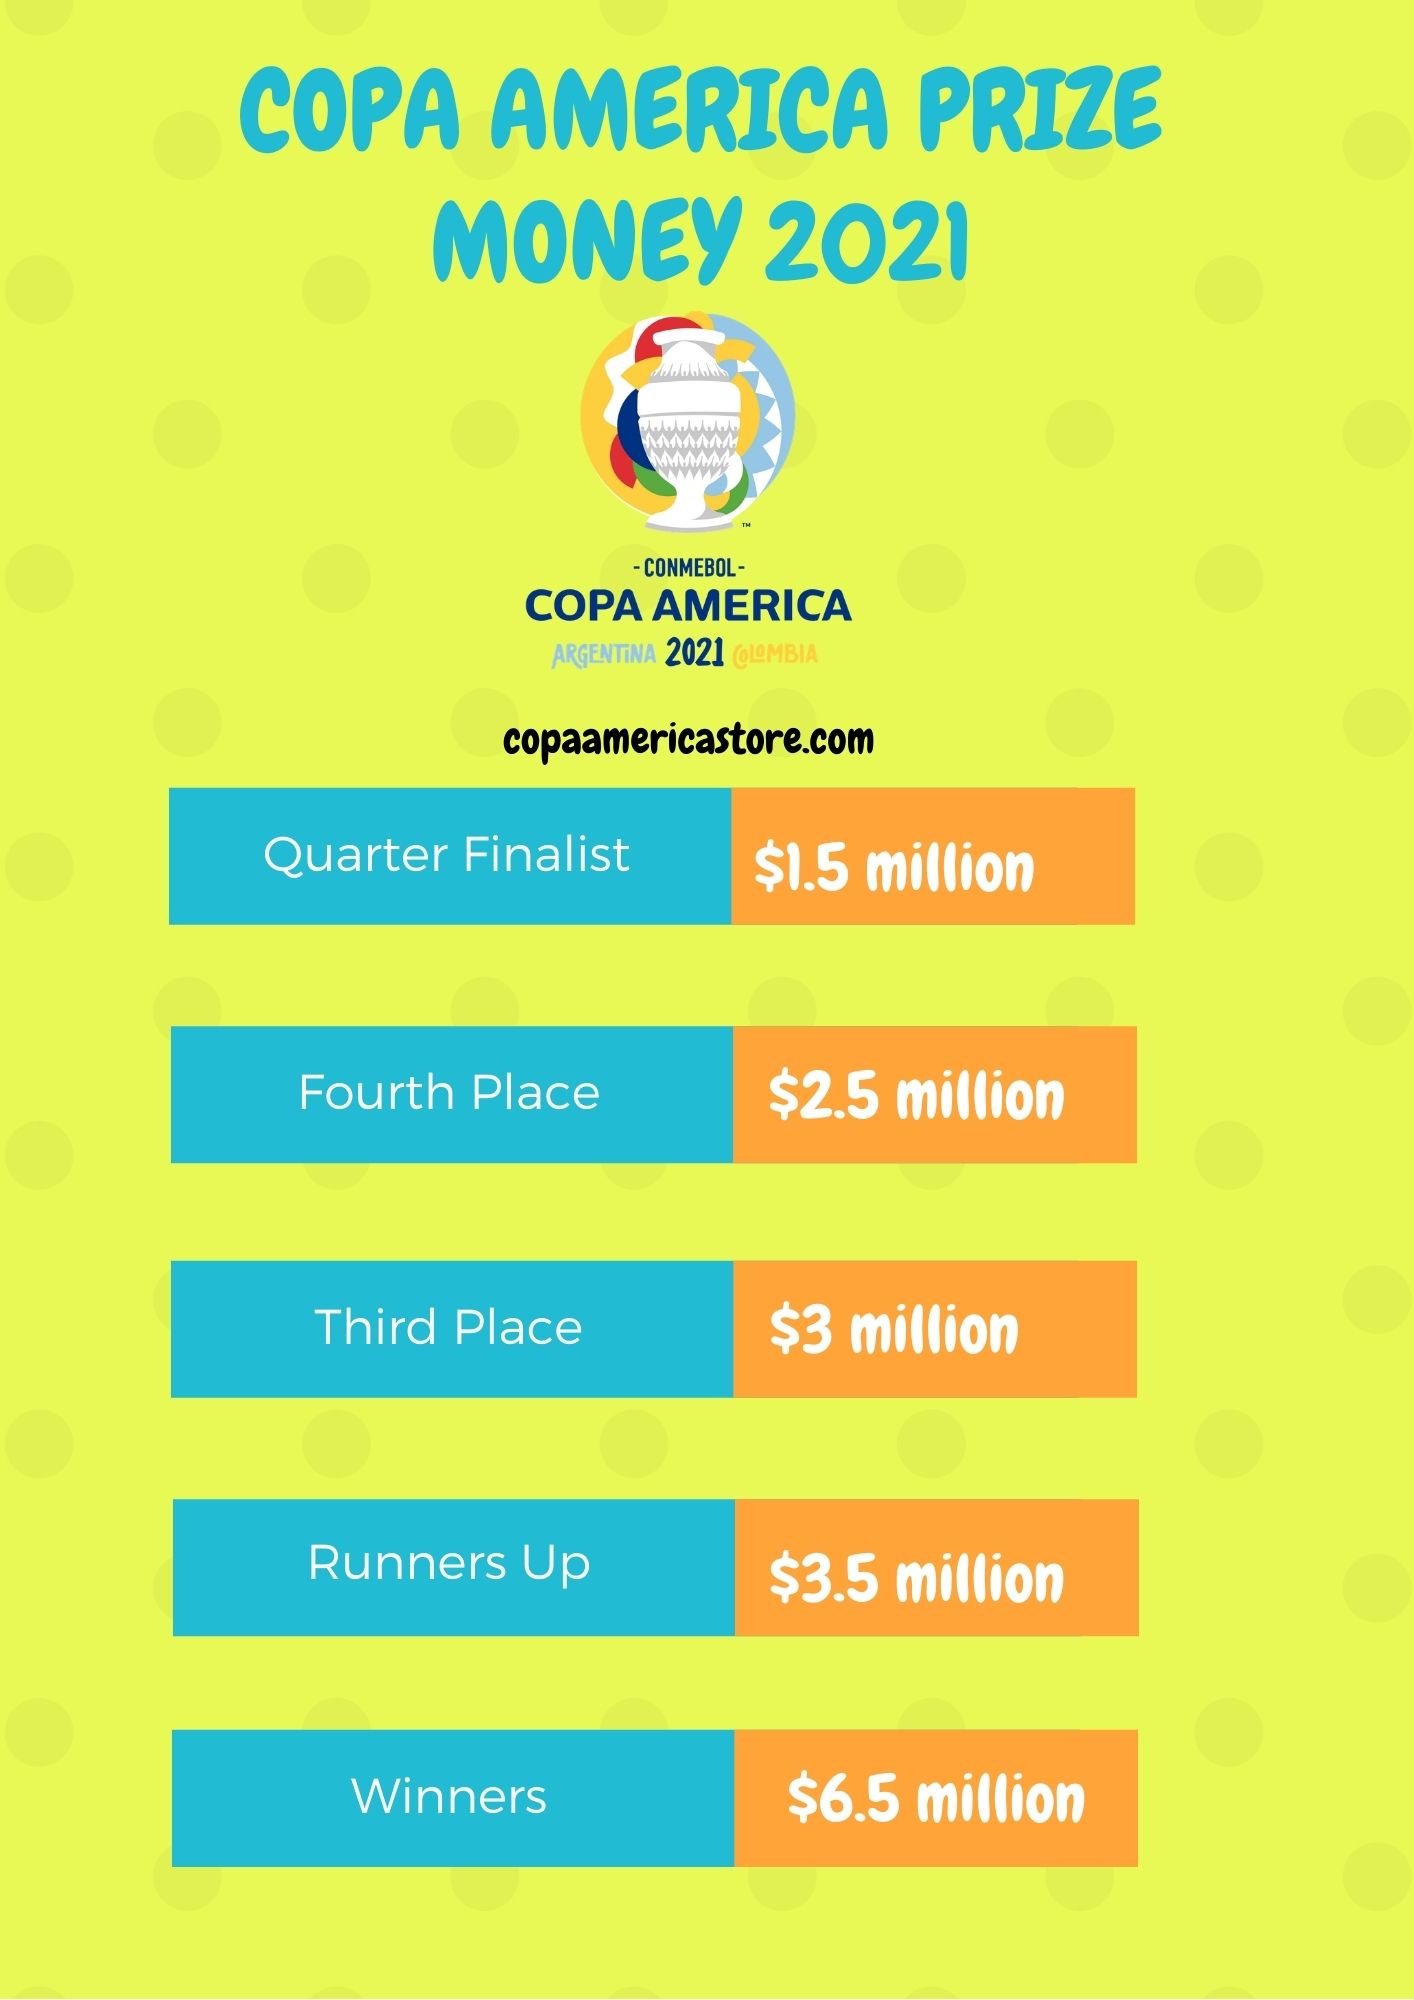 COPA AMERICA PRIZE
MONEY 2021
TM
- CONMEBOL -
COPA AMERICA
ARGENTINA 2021 COLOMBIA
copaamericastore.com
Quarter Finalist $1.5 million
Fourth Place $2.5 million
Third Place $3 million
Runners Up $3.5 million
Winners $6.5 million